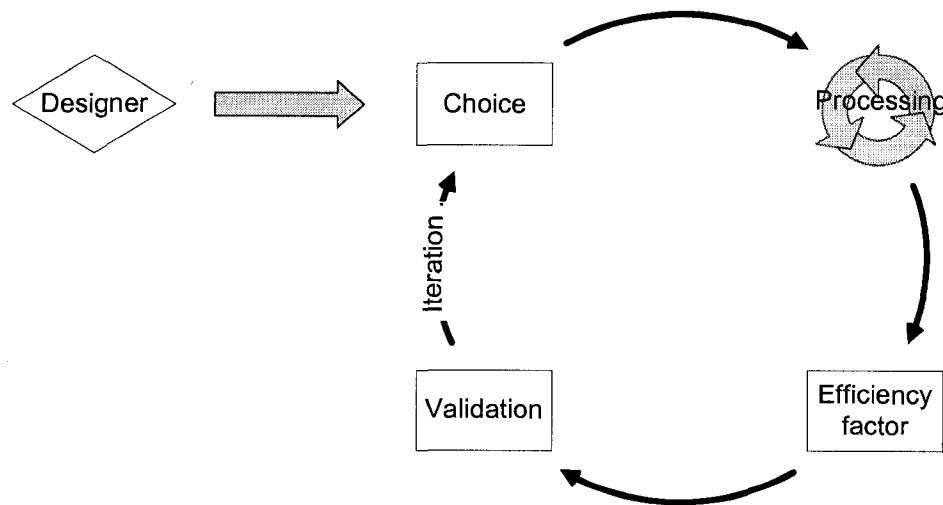 Designer
Choice
Processing
Iteration
Validation
Efficiency
factor